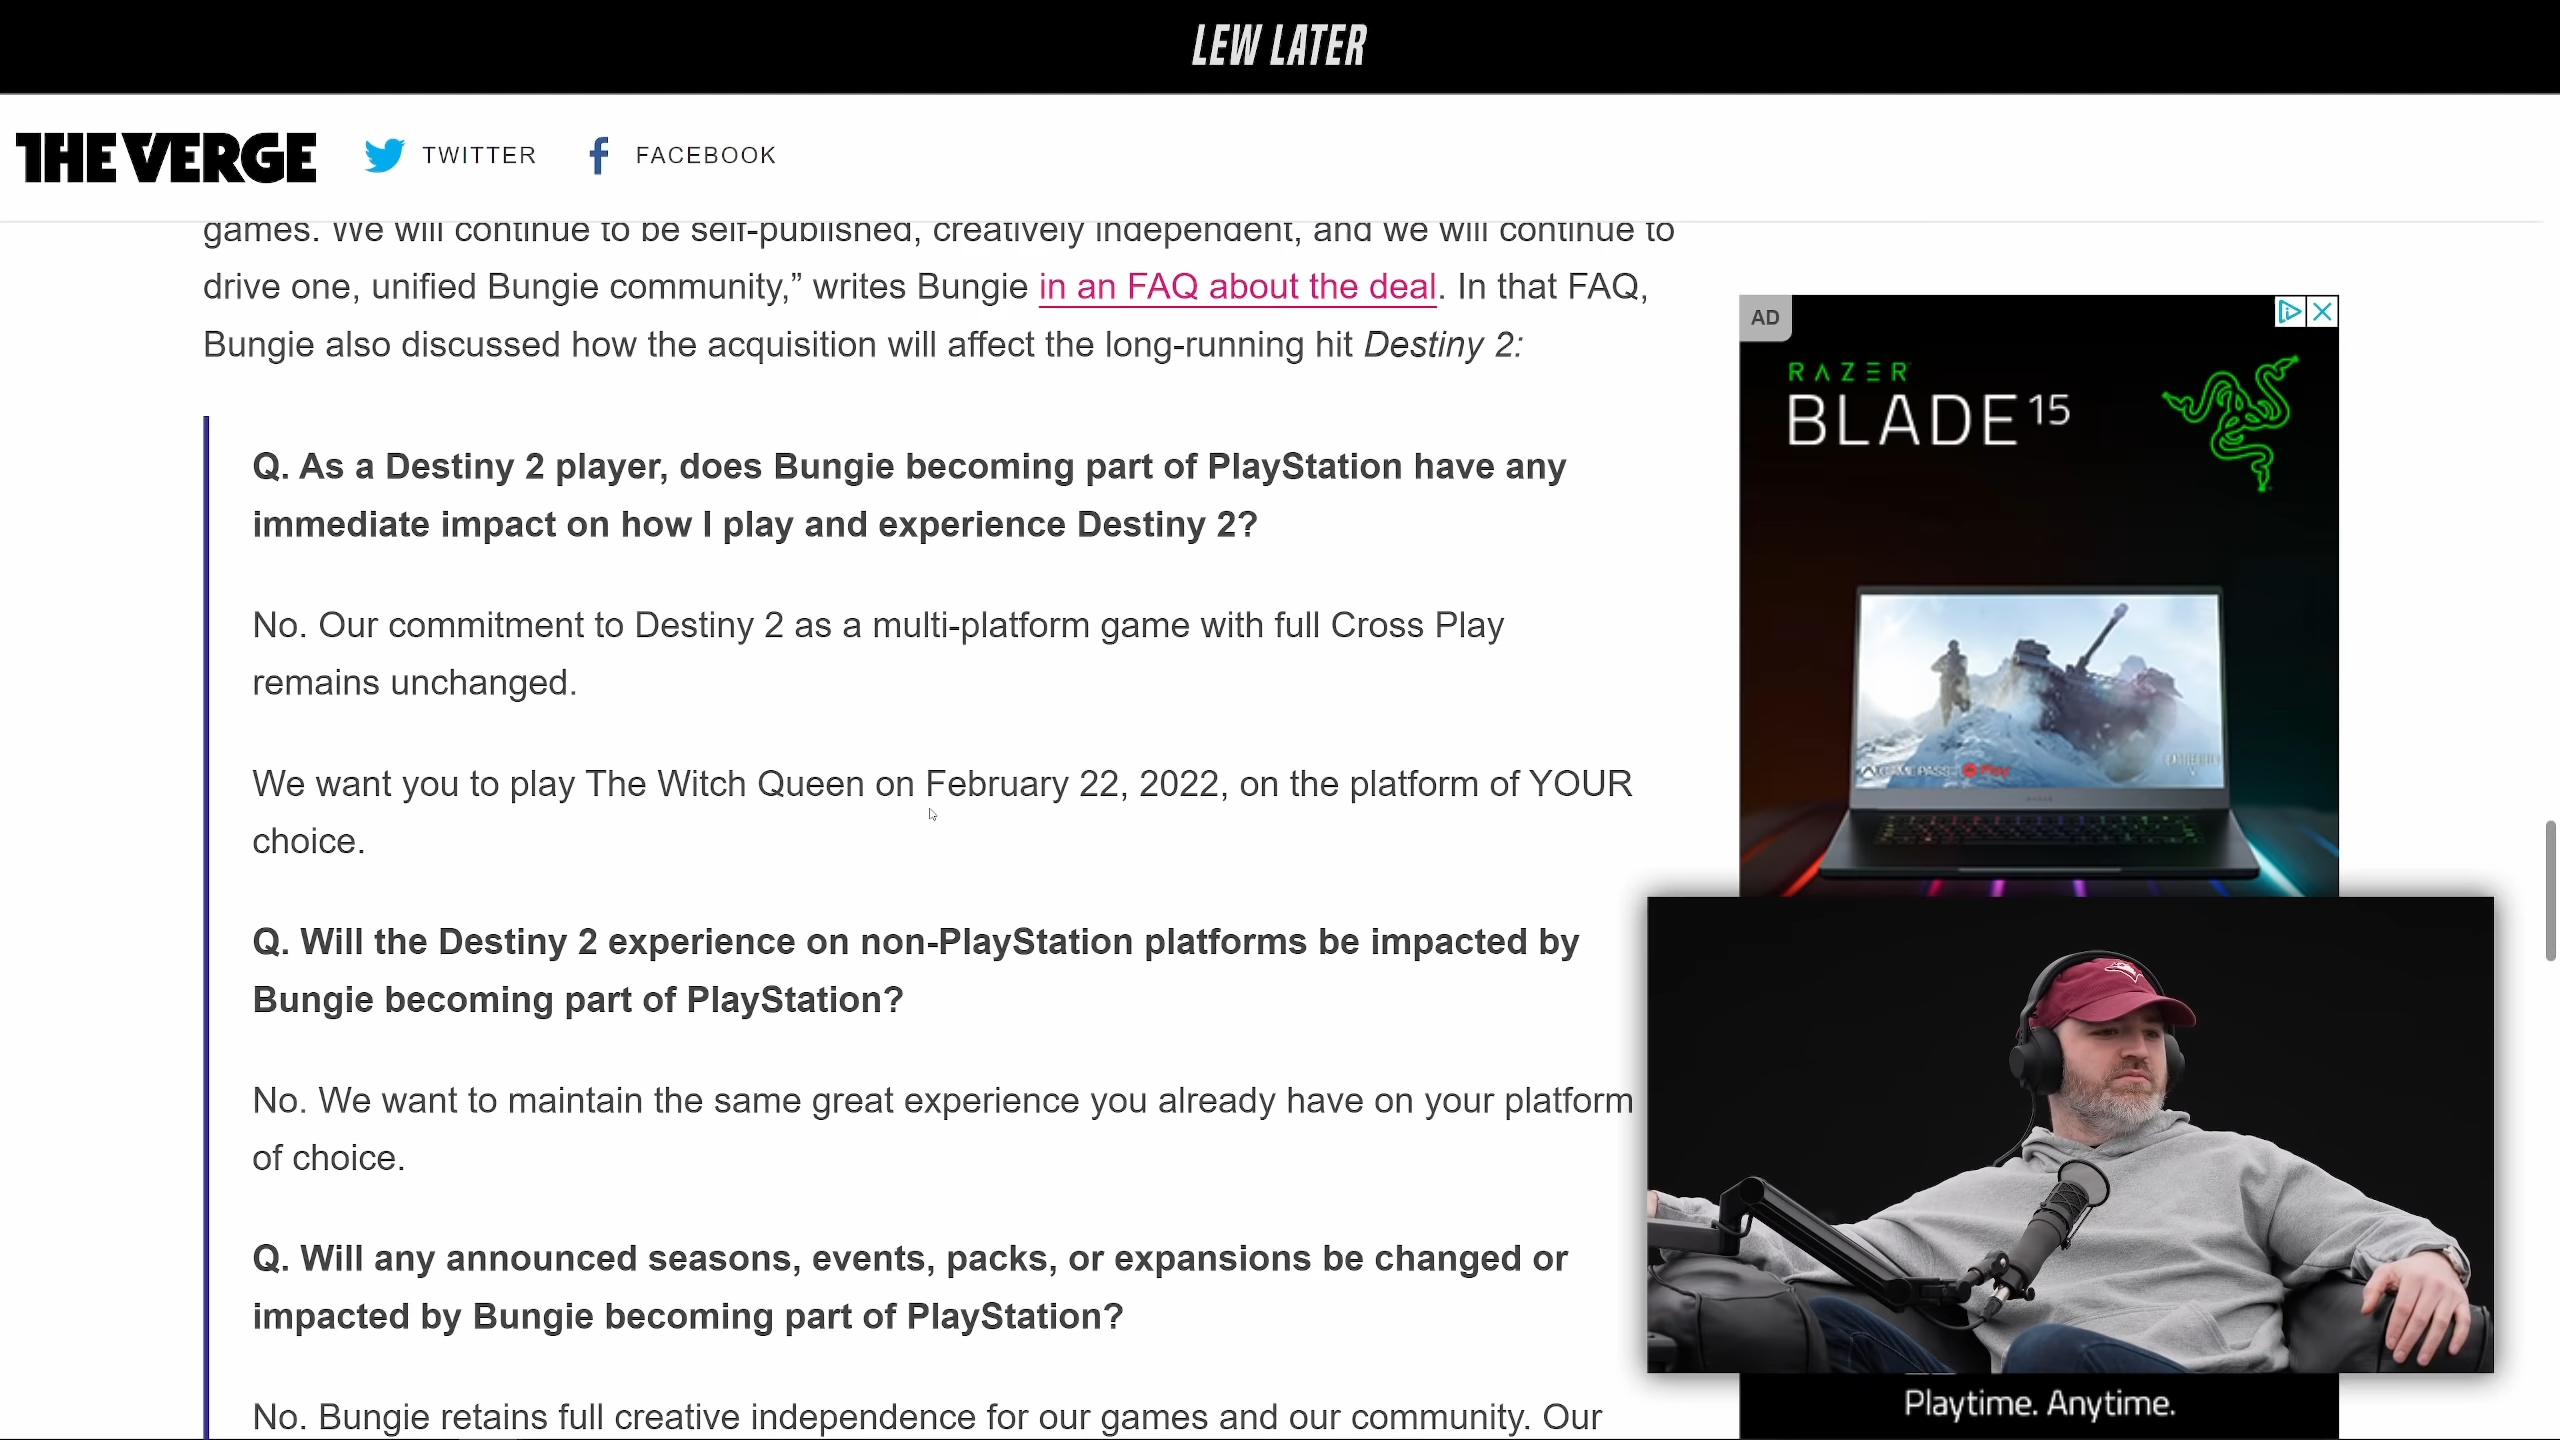 LEW LATER
THE VERGE
TWITTER
FACEBOOK
games. We will continue to be self-published, creatively independent, and we will continue to
drive one, unified Bungie community,” writes Bungie in an FAQ about the deal. In that FAQ,
Bungie also discussed how the acquisition will affect the long-running hit Destiny 2:
Q. As a Destiny 2 player, does Bungie becoming part of PlayStation have any
immediate impact on how I play and experience Destiny 2?
No. Our commitment to Destiny 2 as a multi-platform game with full Cross Play
remains unchanged.
We want you to play The Witch Queen on February 22, 2022, on the platform of YOUR
choice.
Q. Will the Destiny 2 experience on non-PlayStation platforms be impacted by
Bungie becoming part of PlayStation?
No. We want to maintain the same great experience you already have on your platform
of choice.
Q. Will any announced seasons, events, packs, or expansions be changed or
impacted by Bungie becoming part of PlayStation?
No. Bungie retains full creative independence for our games and our community. Our
AD
RAZER
BLADE 15
GAME PASS
Play
Playtime. Anytime.